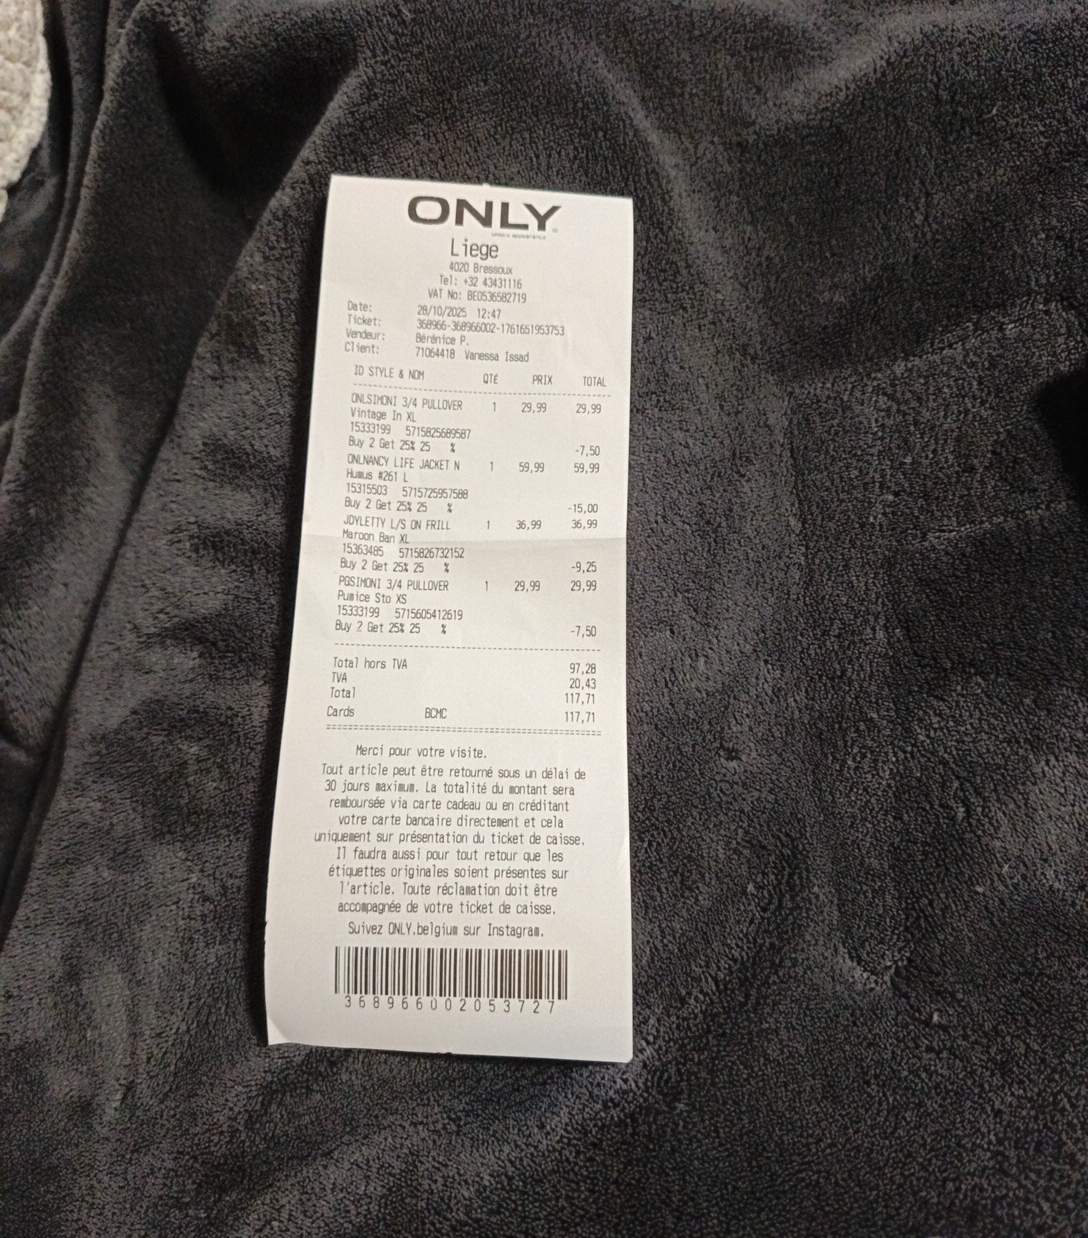 ONLY
Liege
4020 Bressoux
Tel: +32 43431116
VAT No: BE0536582719
Date: 28/10/2025 12:47
Ticket: 368966-368966002-1761651953753
Vendeur: Bérénice P.
Client: 71064418 Vanessa Issad
ID STYLE & NOM QTÉ PRIX TOTAL
ONLSIMONI 3/4 PULLOVER 1 29,99 29,99
Vintage In XL
15333199 5715825689587
Buy 2 Get 25% 25 % -7,50
ONLNANCY LIFE JACKET N 1 59,99 59,99
Humus #261 L
15315503 5715725957588
Buy 2 Get 25% 25 % -15,00
JDYLETTY L/S ON FRILL 1 36,99 36,99
Maroon Ban XL
15363485 5715826732152
Buy 2 Get 25% 25 % -9,25
PGSIMONI 3/4 PULLOVER 1 29,99 29,99
Pumice Sto XS
15333199 5715605412619
Buy 2 Get 25% 25 % -7,50
Total hors TVA 97,28
TVA 20,43
Total 117,71
Cards BCMC 117,71
Merci pour votre visite.
Tout article peut être retourné sous un délai de
30 jours maximum. La totalité du montant sera
remboursée via carte cadeau ou en créditant
votre carte bancaire directement et cela
uniquement sur présentation du ticket de caisse.
Il faudra aussi pour tout retour que les
étiquettes originales soient présentes sur
l'article. Toute réclamation doit être
accompagnée de votre ticket de caisse.
Suivez ONLY.belgium sur Instagram.
368966002053727